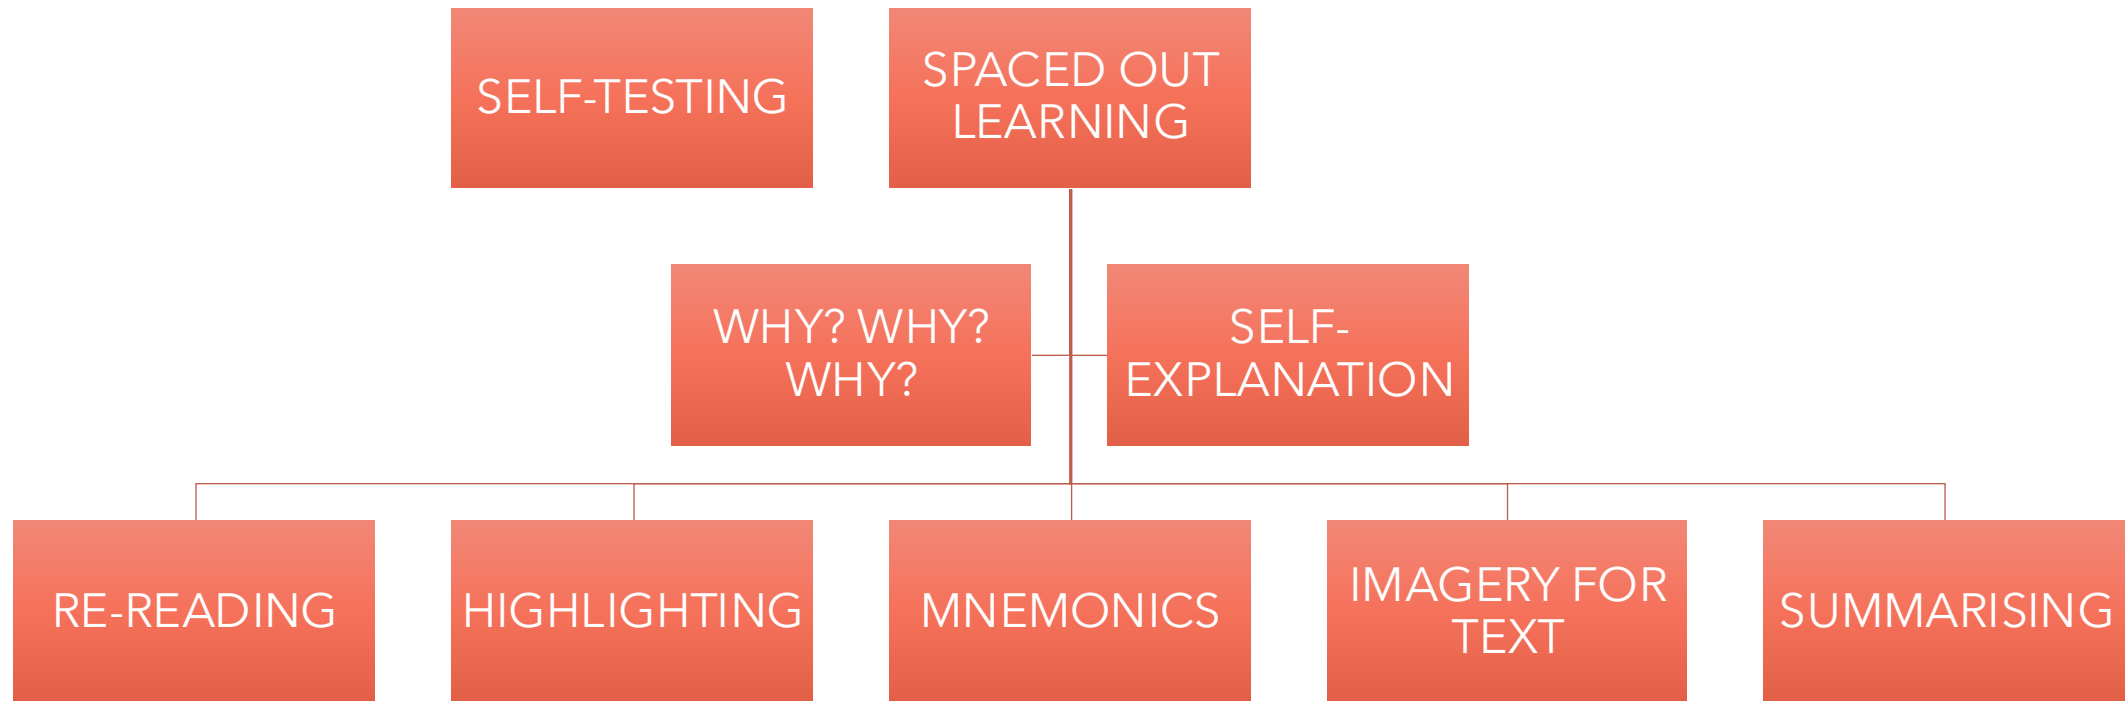 SELF-TESTING
SPACED OUT
LEARNING
WHY? WHY?
WHY?
SELF-
EXPLANATION
RE-READING
HIGHLIGHTING
MNEMONICS
IMAGERY FOR
TEXT
SUMMARISING